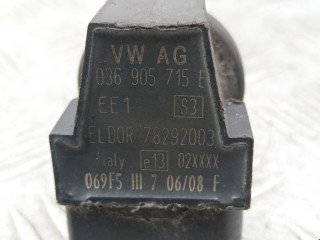 VW AG
036 905 715 E
EE1 S3
ELDOR 78292003
Italy e13 02XXXX
069F5 III 7 06/08 F